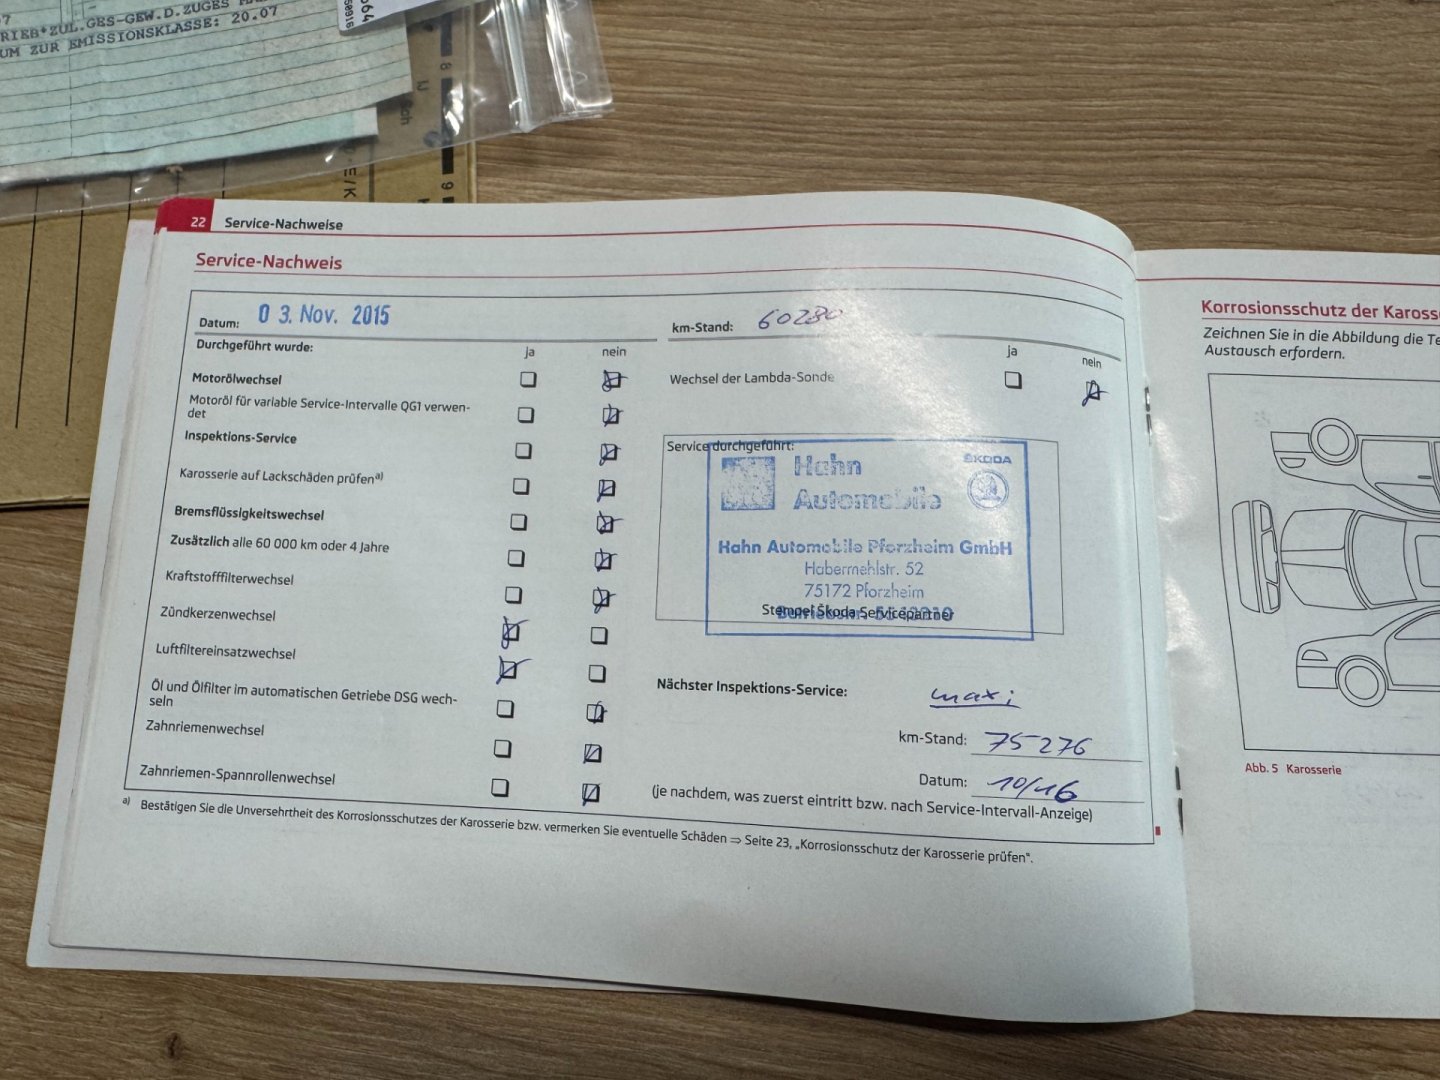 RIEB*ZUL.GES-GEW.D.ZUGES
UM ZUR EMISSIONSKLASSE: 20.07
22 Service-Nachweise
Service-Nachweis
Datum: 0 3. Nov. 2015
km-Stand: 60280
Durchgeführt wurde:
ja nein
Motorölwechsel
Motoröl für variable Service-Intervalle QG1 verwen-
det
Inspektions-Service
Karosserie auf Lackschäden prüfen a)
Bremsflüssigkeitswechsel
Zusätzlich alle 60 000 km oder 4 Jahre
Kraftstofffilterwechsel
Zündkerzenwechsel
Luftfiltereinsatzwechsel
Öl und Ölfilter im automatischen Getriebe DSG wech-
seln
Zahnriemenwechsel
Zahnriemen-Spannrollenwechsel
ja nein
Wechsel der Lambda-Sonde
Service durchgeführt:
Hahn
Automobile
ŠKODA
Hahn Automobile Pforzheim GmbH
Habermehlstr. 52
75172 Pforzheim
Stempel Škoda Servicepartner
Nächster Inspektions-Service: maxi
km-Stand: 75276
Datum: 10/16
(je nachdem, was zuerst eintritt bzw. nach Service-Intervall-Anzeige)
a) Bestätigen Sie die Unversehrtheit des Korrosionsschutzes der Karosserie bzw. vermerken Sie eventuelle Schäden ⇒ Seite 23, „Korrosionsschutz der Karosserie prüfen“.
Korrosionsschutz der Kaross
Zeichnen Sie in die Abbildung die Te
Austausch erfordern.
Abb. 5 Karosserie